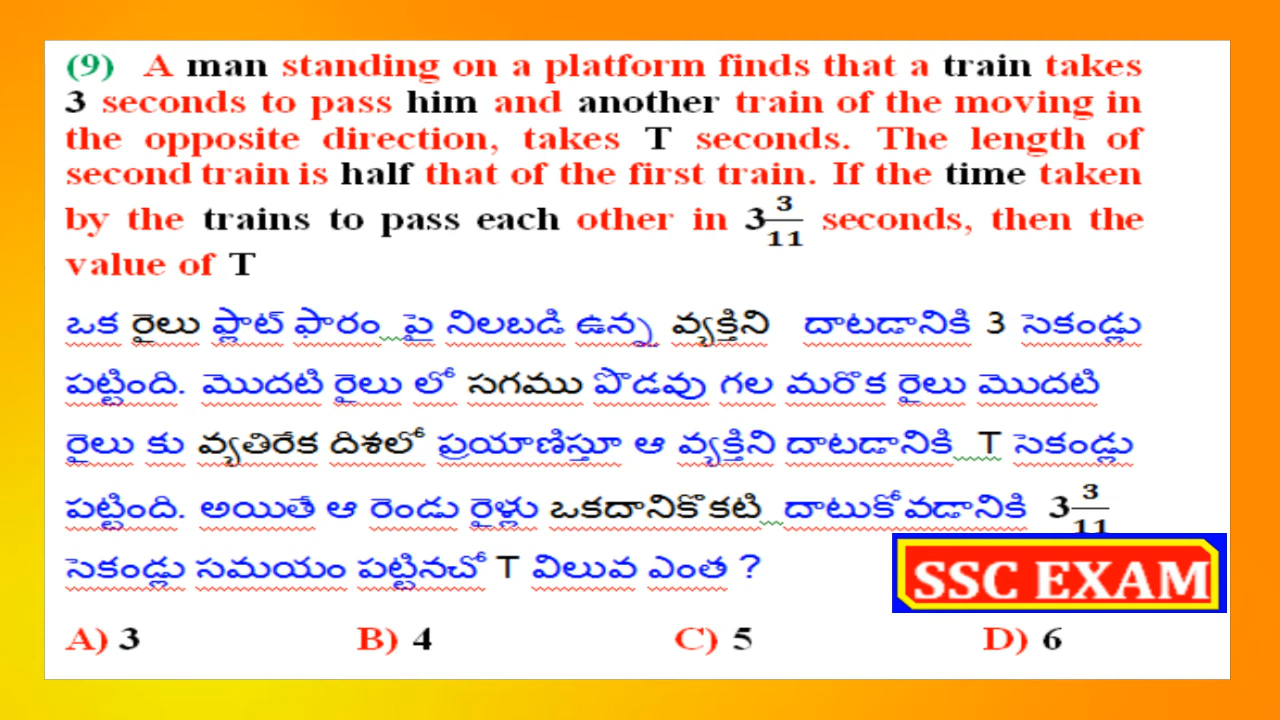 (9) A man standing on a platform finds that a train takes
3 seconds to pass him and another train of the moving in
the opposite direction, takes T seconds. The length of
second train is half that of the first train. If the time taken
by the trains to pass each other in 3 3/11 seconds, then the
value of T
ఒక రైలు ప్లాట్ ఫారం పై నిలబడి ఉన్న వ్యక్తిని దాటడానికి 3 సెకండ్లు
పట్టింది. మొదటి రైలు లో సగము పొడవు గల మరొక రైలు మొదటి
రైలు కు వ్యతిరేక దిశలో ప్రయాణిస్తూ ఆ వ్యక్తిని దాటడానికి T సెకండ్లు
పట్టింది. అయితే ఆ రెండు రైళ్లు ఒకదానికొకటి దాటుకోవడానికి 3 3/11
సెకండ్లు సమయం పట్టినచో T విలువ ఎంత ?
SSC EXAM
A) 3 B) 4 C) 5 D) 6